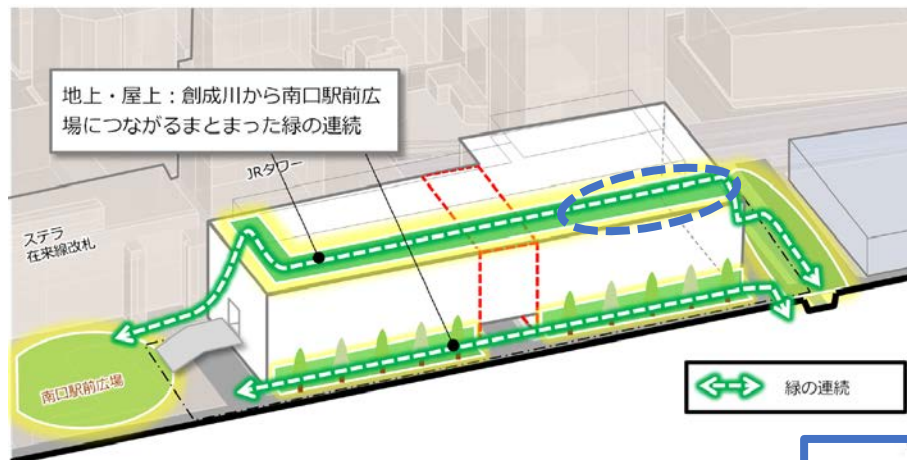 地上・屋上：創成川から南口駅前広
場につながるまとまった緑の連続
JRタワー
ステラ
在来線改札
南口駅前広場
緑の連続